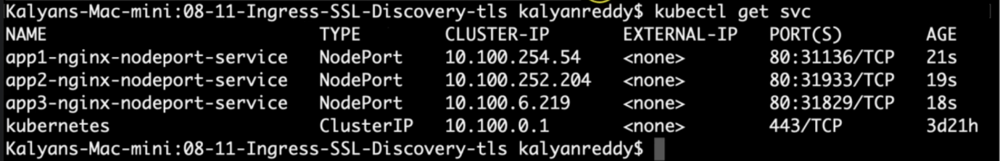 Kalyans-Mac-mini:08-11-Ingress-SSL-Discovery-tls kalyanreddy$ kubectl get svc
NAME TYPE CLUSTER-IP EXTERNAL-IP PORT(S) AGE
app1-nginx-nodeport-service NodePort 10.100.254.54 <none> 80:31136/TCP 21s
app2-nginx-nodeport-service NodePort 10.100.252.204 <none> 80:31933/TCP 19s
app3-nginx-nodeport-service NodePort 10.100.6.219 <none> 80:31829/TCP 18s
kubernetes ClusterIP 10.100.0.1 <none> 443/TCP 3d21h
Kalyans-Mac-mini:08-11-Ingress-SSL-Discovery-tls kalyanreddy$